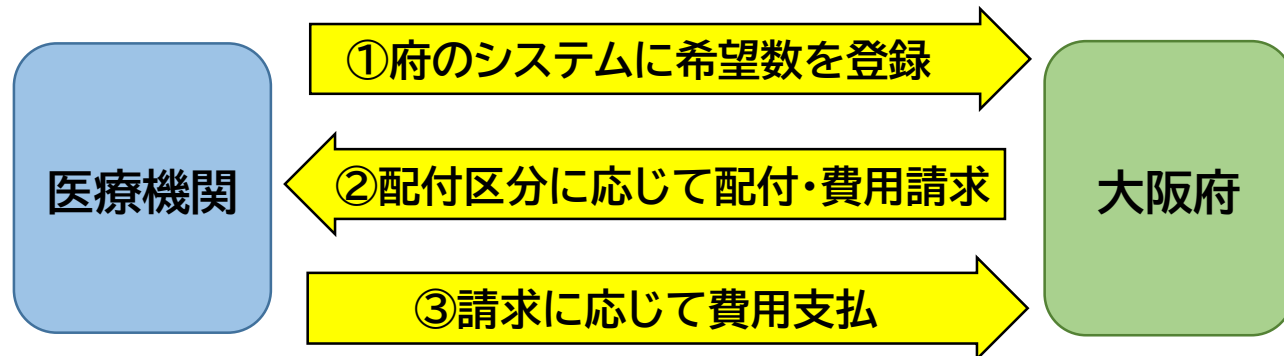 ①府のシステムに希望数を登録
医療機関
②配付区分に応じて配付・費用請求
大阪府
③請求に応じて費用支払